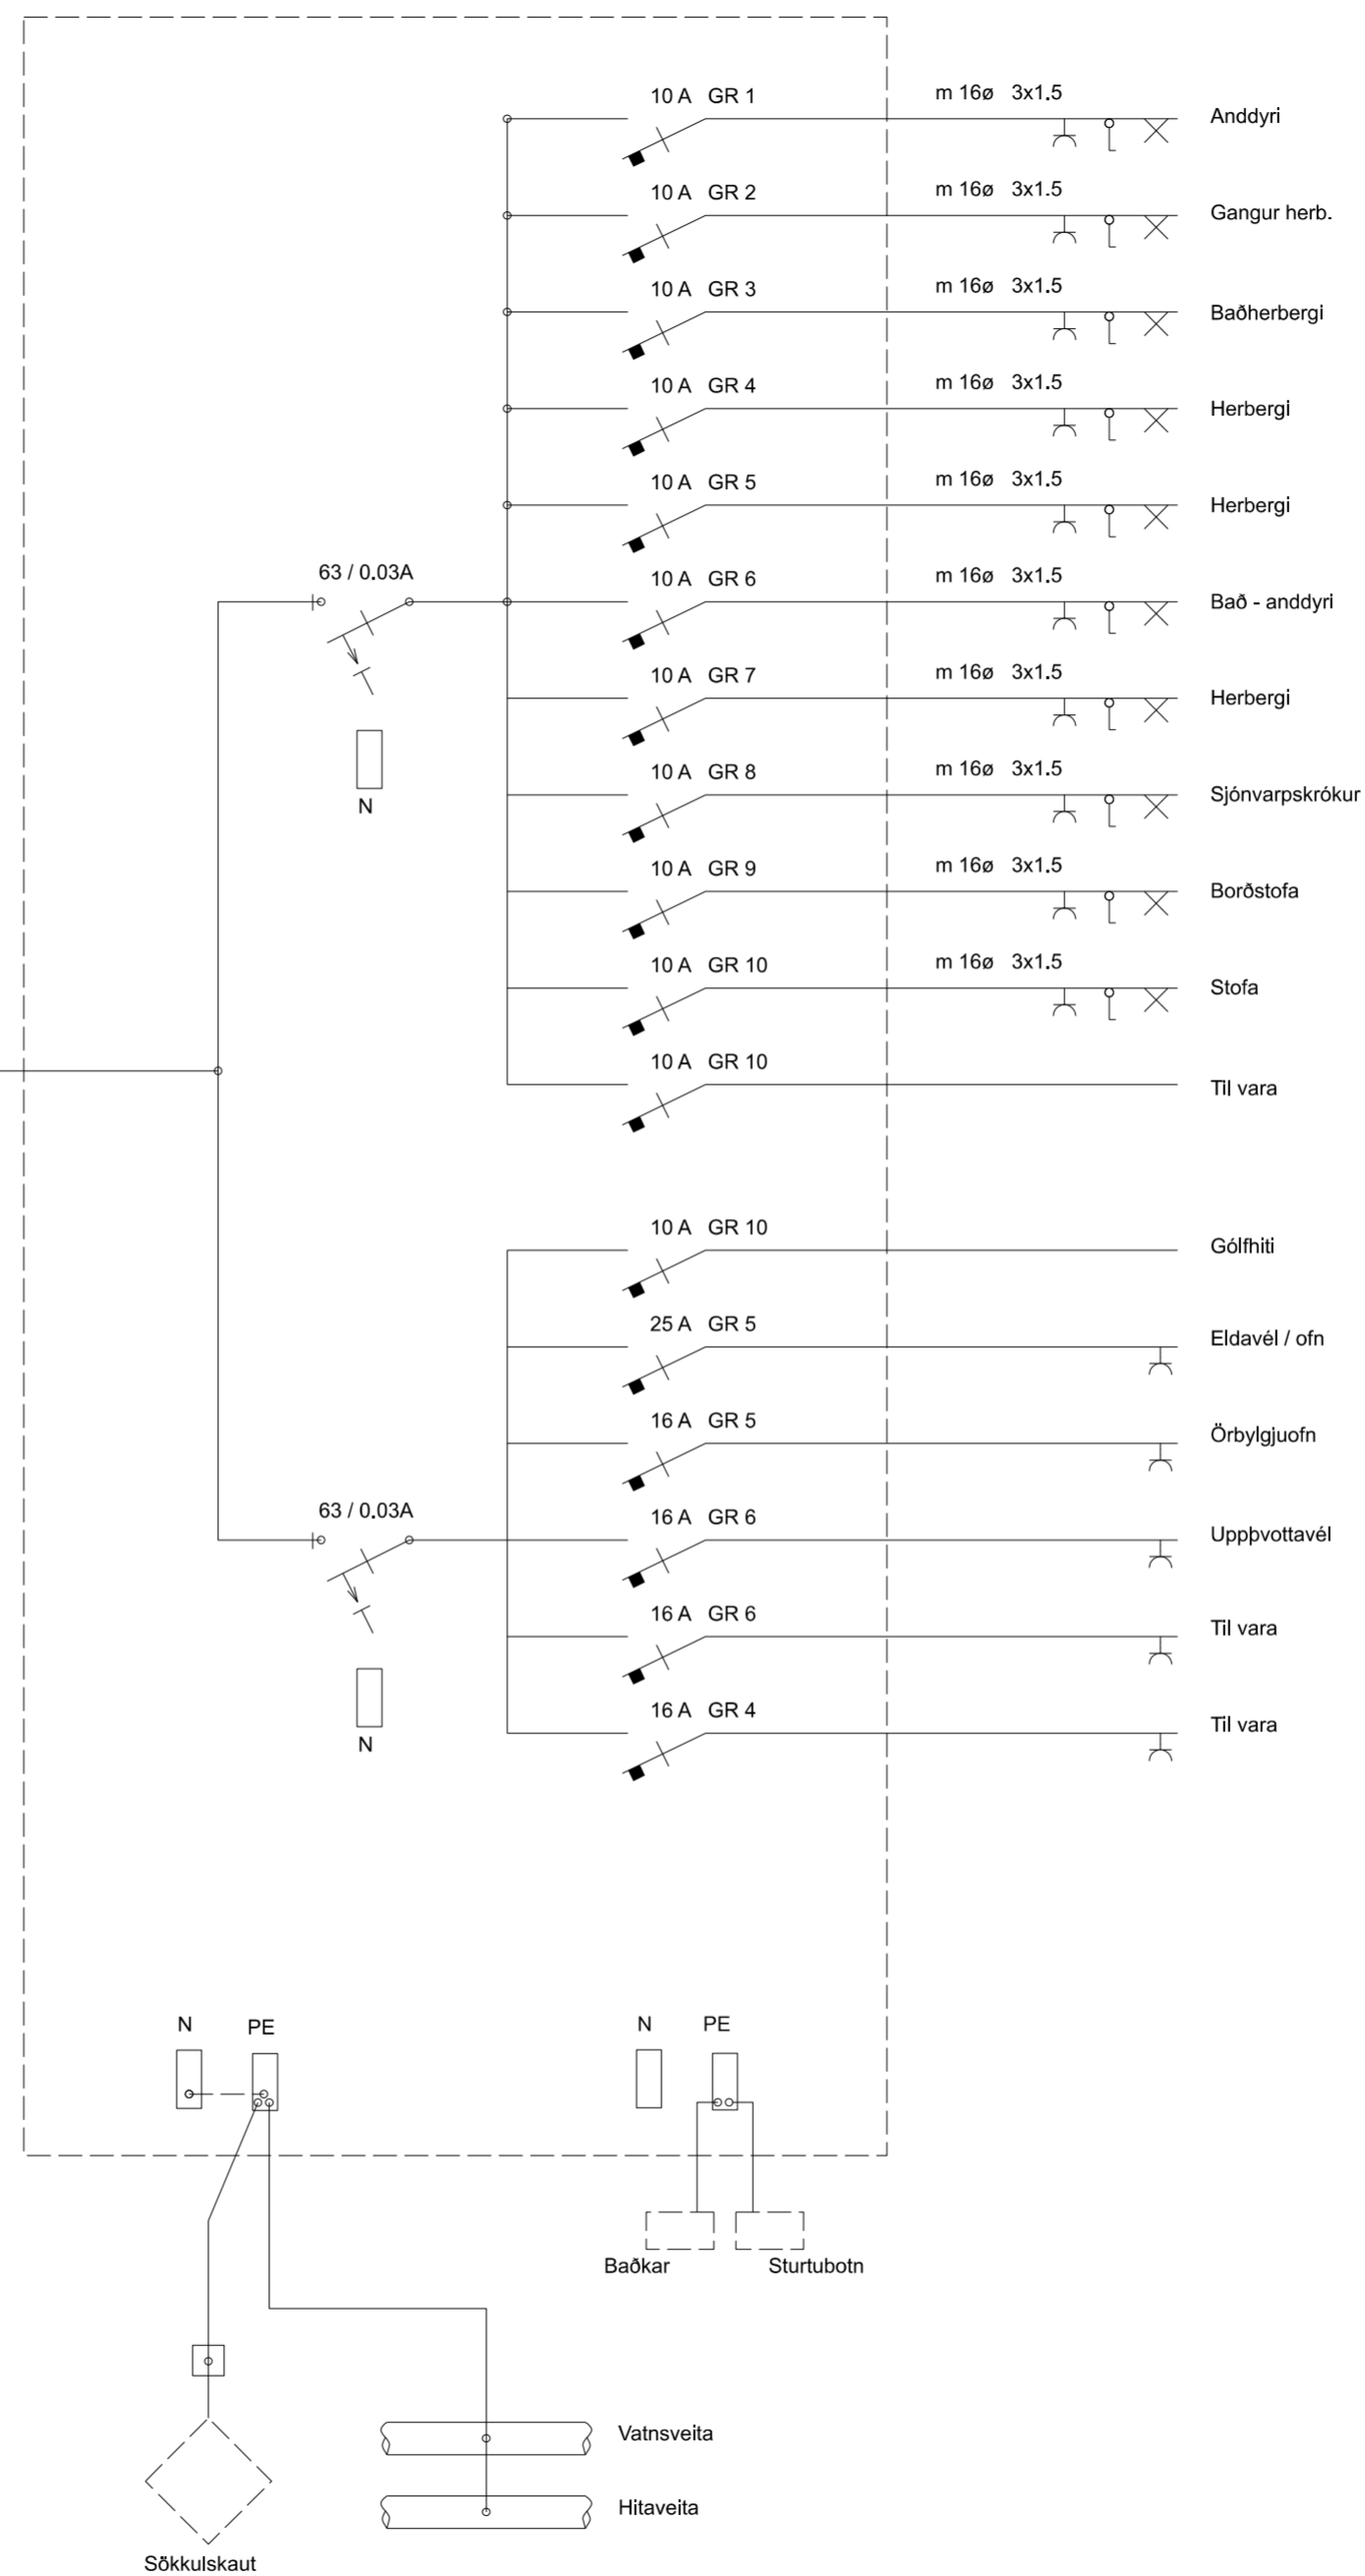 10 A GR 1 m 16ø 3x1.5 Anddyri
10 A GR 2 m 16ø 3x1.5 Gangur herb.
10 A GR 3 m 16ø 3x1.5 Baðherbergi
10 A GR 4 m 16ø 3x1.5 Herbergi
10 A GR 5 m 16ø 3x1.5 Herbergi
63 / 0.03A
10 A GR 6 m 16ø 3x1.5 Bað - anddyri
10 A GR 7 m 16ø 3x1.5 Herbergi
10 A GR 8 m 16ø 3x1.5 Sjónvarpskrókur
N
10 A GR 9 m 16ø 3x1.5 Borðstofa
10 A GR 10 m 16ø 3x1.5 Stofa
10 A GR 10 Til vara
10 A GR 10 Gólfhiti
25 A GR 5 Eldavél / ofn
16 A GR 5 Örbylgjuofn
63 / 0.03A
16 A GR 6 Uppþvottavél
16 A GR 6 Til vara
16 A GR 4 Til vara
N
N PE N PE
Baðkar Sturtubotn
Vatnsveita
Hitaveita
Sökkulskaut